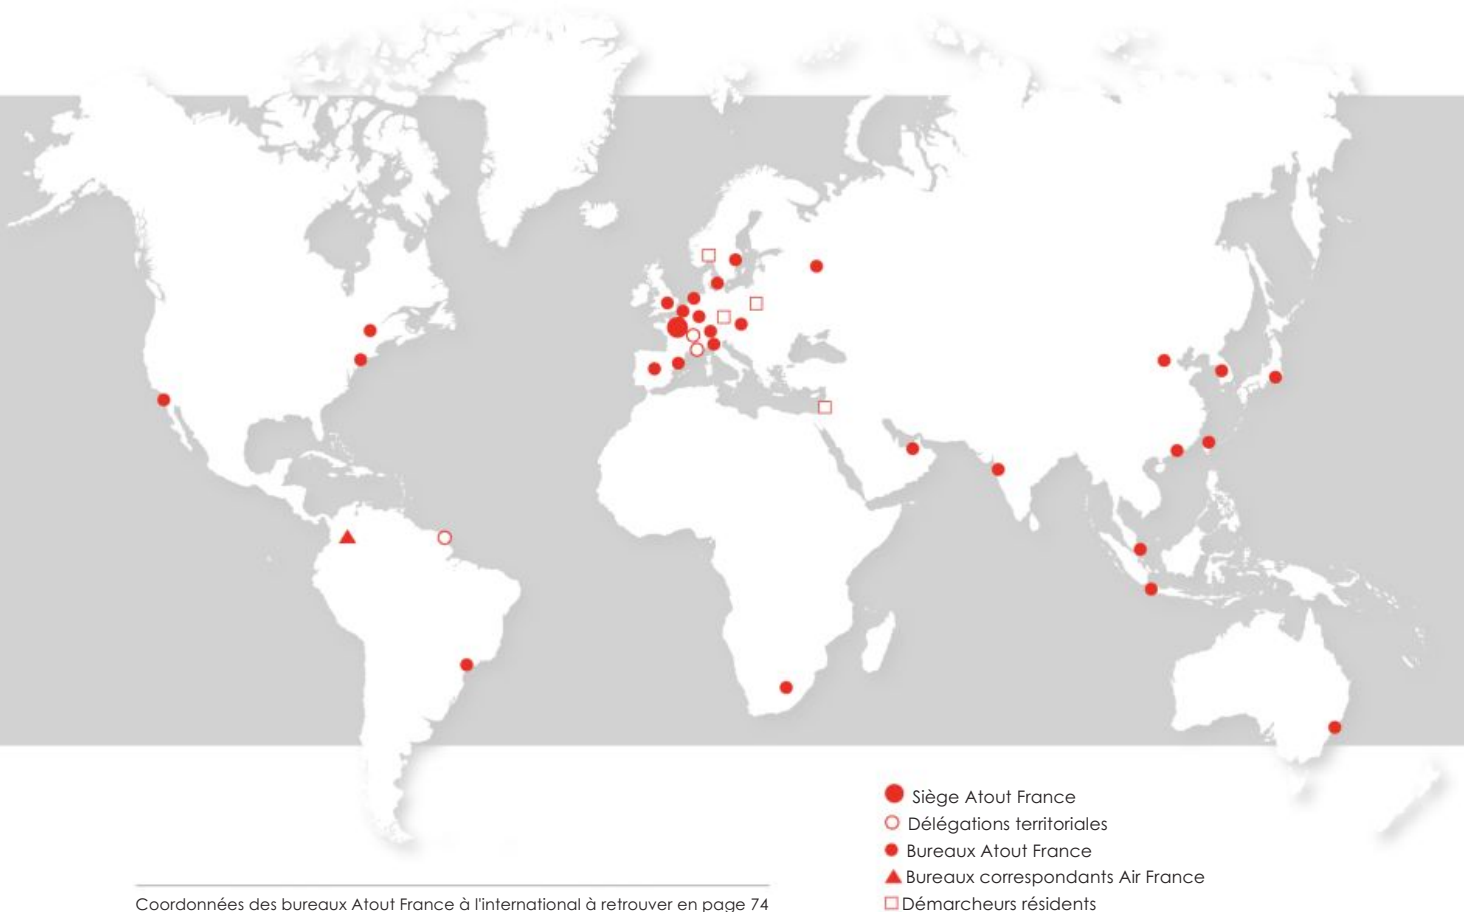 Siège Atout France
Délégations territoriales
Bureaux Atout France
Bureaux correspondants Air France
Démarcheurs résidents
Coordonnées des bureaux Atout France à l'international à retrouver en page 74